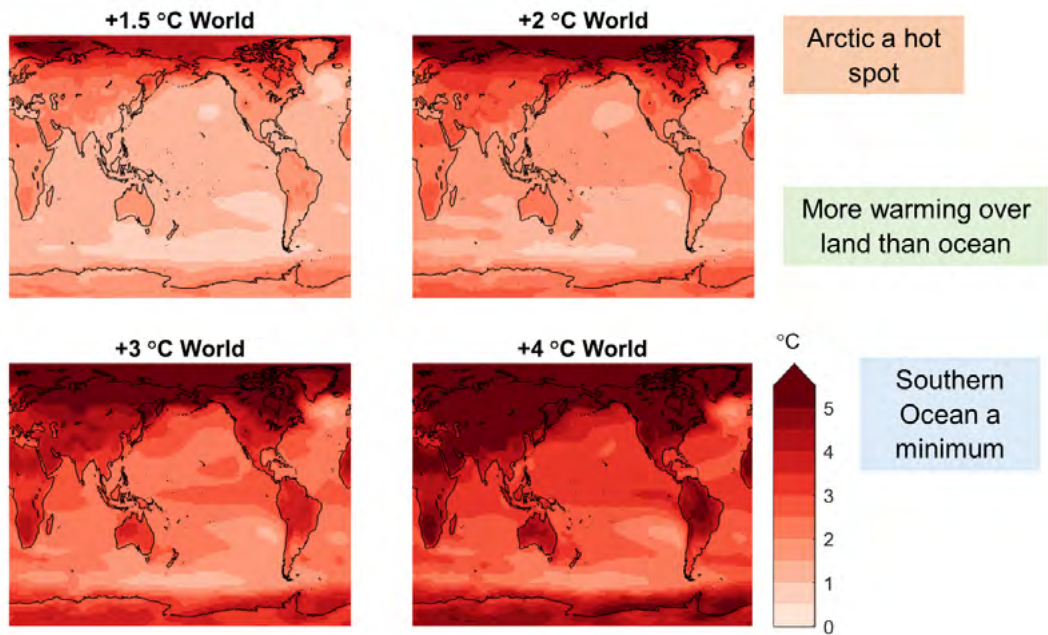 +1.5 °C World
+2 °C World
Arctic a hot
spot
More warming over
land than ocean
+3 °C World
+4 °C World
°C
5
4
3
2
1
0
Southern
Ocean a
minimum